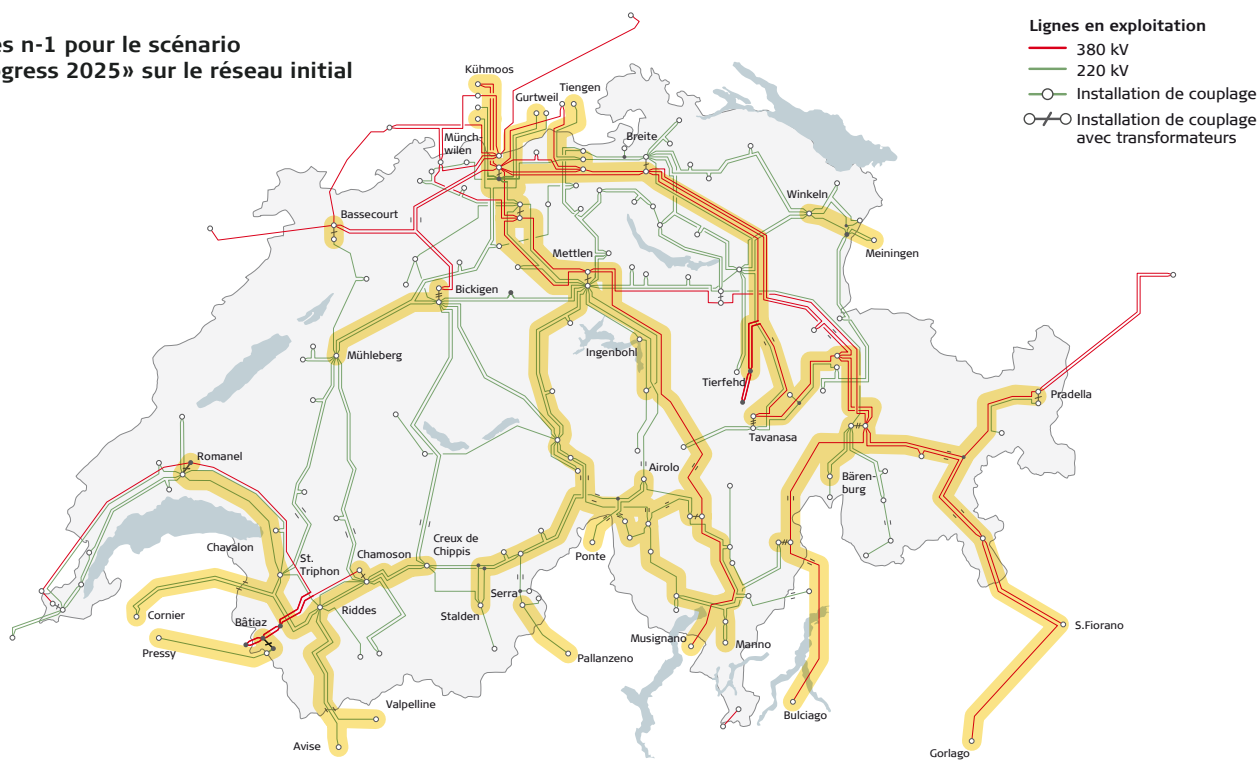 es n-1 pour le scénario
gress 2025» sur le réseau initial
Lignes en exploitation
380 kV
220 kV
Installation de couplage
Installation de couplage
avec transformateurs
Kühmoos
Gurtweil
Tiengen
Münch-
wilen
Breite
Winkeln
Bassecourt
Mettlen
Meiningen
Bickigen
Mühleberg
Ingenbohl
Tierfehd
Pradella
Tavanasa
Romanel
Airolo
Bären-
burg
Chavalon
St.
Triphon
Chamoson
Creux de
Chippis
Ponte
Cornier
Riddes
Stalden
Serra
Bâtiaz
Pressy
Musignano
Manno
S.Fiorano
Pallanzeno
Valpelline
Bulciago
Avise
Gorlago